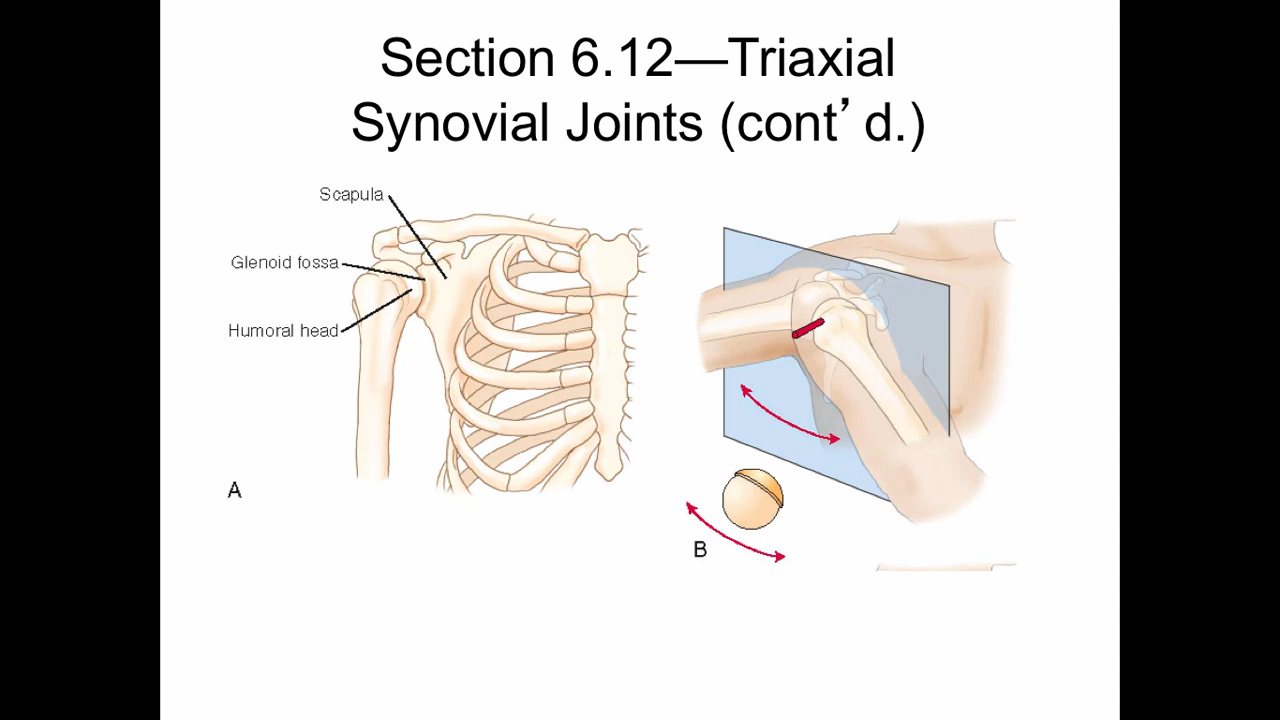 Section 6.12—Triaxial
Synovial Joints (cont’d.)
Scapula
Glenoid fossa
Humoral head
A
B